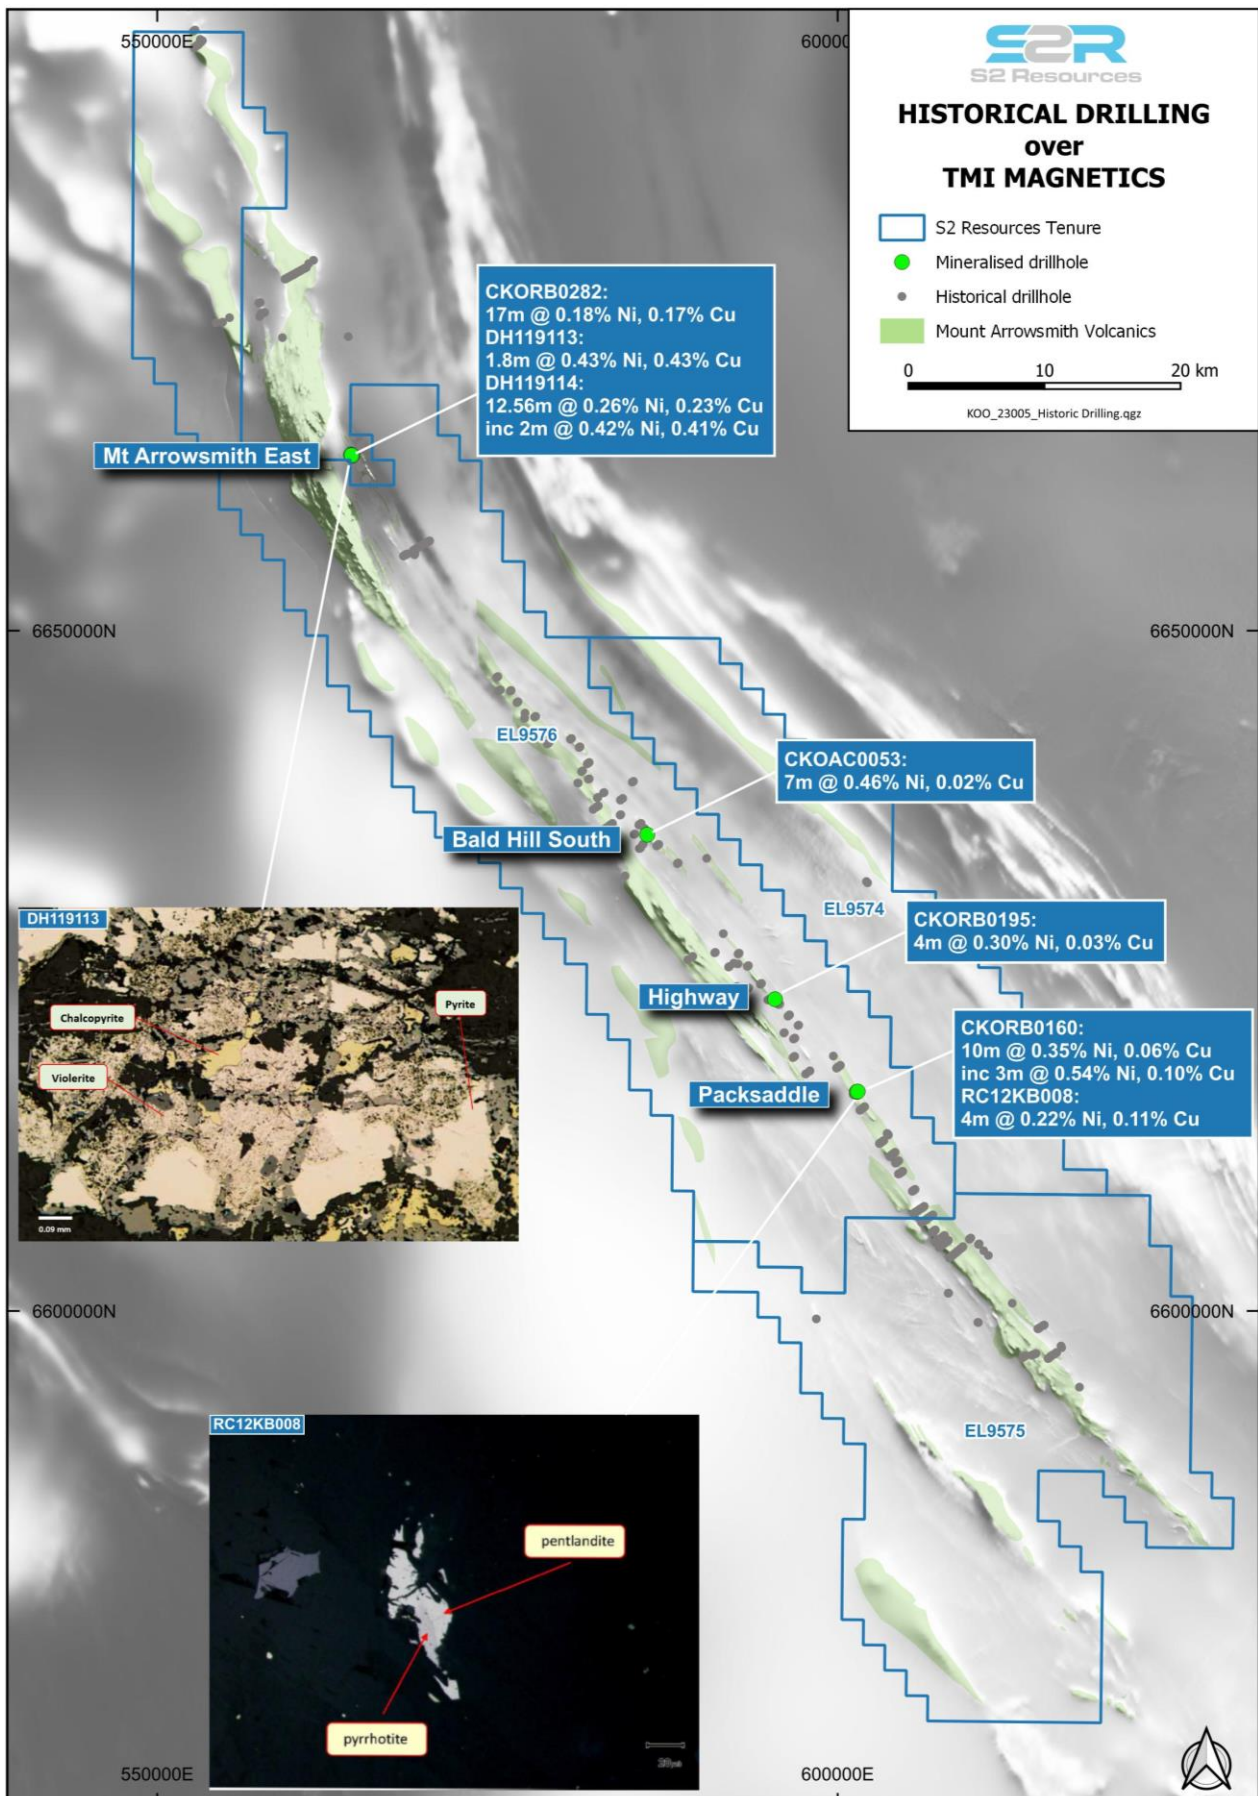 550000E
60000
S2R
S2 Resources
HISTORICAL DRILLING
over
TMI MAGNETICS
S2 Resources Tenure
Mineralised drillhole
Historical drillhole
Mount Arrowsmith Volcanics
0 10 20 km
KOO_23005_Historic Drilling.qgz
CKORB0282:
17m @ 0.18% Ni, 0.17% Cu
DH119113:
1.8m @ 0.43% Ni, 0.43% Cu
DH119114:
12.56m @ 0.26% Ni, 0.23% Cu
inc 2m @ 0.42% Ni, 0.41% Cu
Mt Arrowsmith East
6650000N
6650000N
EL9576
CKOAC0053:
7m @ 0.46% Ni, 0.02% Cu
Bald Hill South
EL9574
CKORB0195:
4m @ 0.30% Ni, 0.03% Cu
Highway
CKORB0160:
10m @ 0.35% Ni, 0.06% Cu
inc 3m @ 0.54% Ni, 0.10% Cu
RC12KB008:
4m @ 0.22% Ni, 0.11% Cu
Packsaddle
DH119113
Chalcopyrite
Pyrite
Violerite
0.09 mm
6600000N
6600000N
EL9575
RC12KB008
pentlandite
pyrrhotite
550000E
600000E